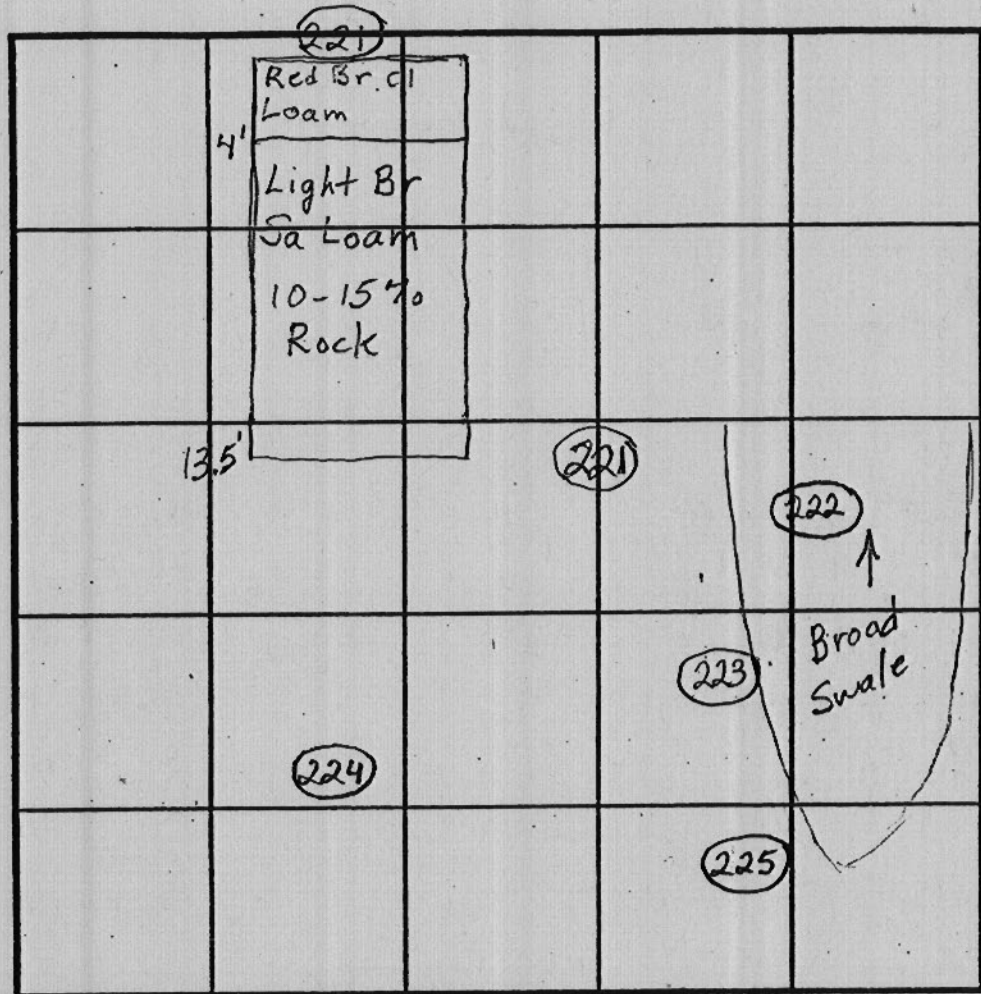 221
Red Br. cl
Loam
4'
Light Br
Sa Loam
10-15%
Rock
13.5'
221
222
Broad
Swale
223
224
225